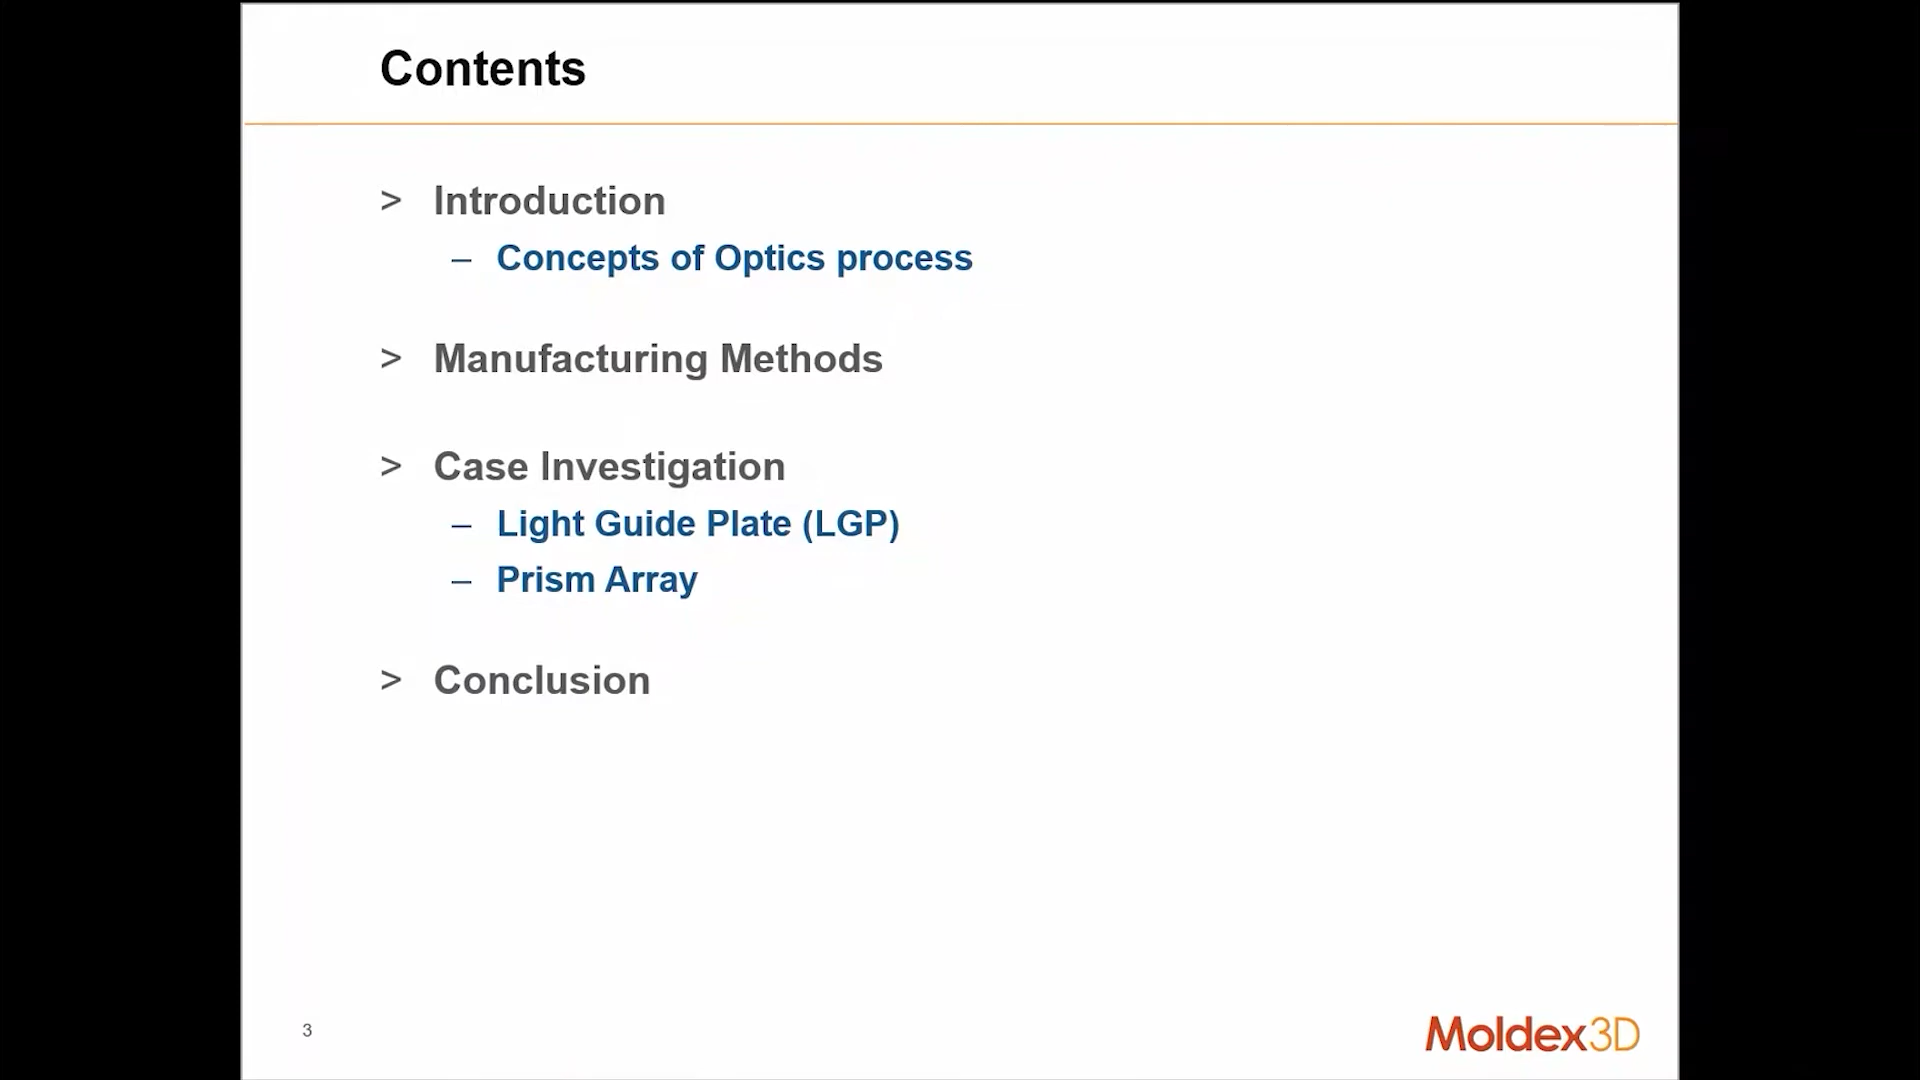 Contents
> Introduction
– Concepts of Optics process
> Manufacturing Methods
> Case Investigation
– Light Guide Plate (LGP)
– Prism Array
> Conclusion
3
Moldex3D